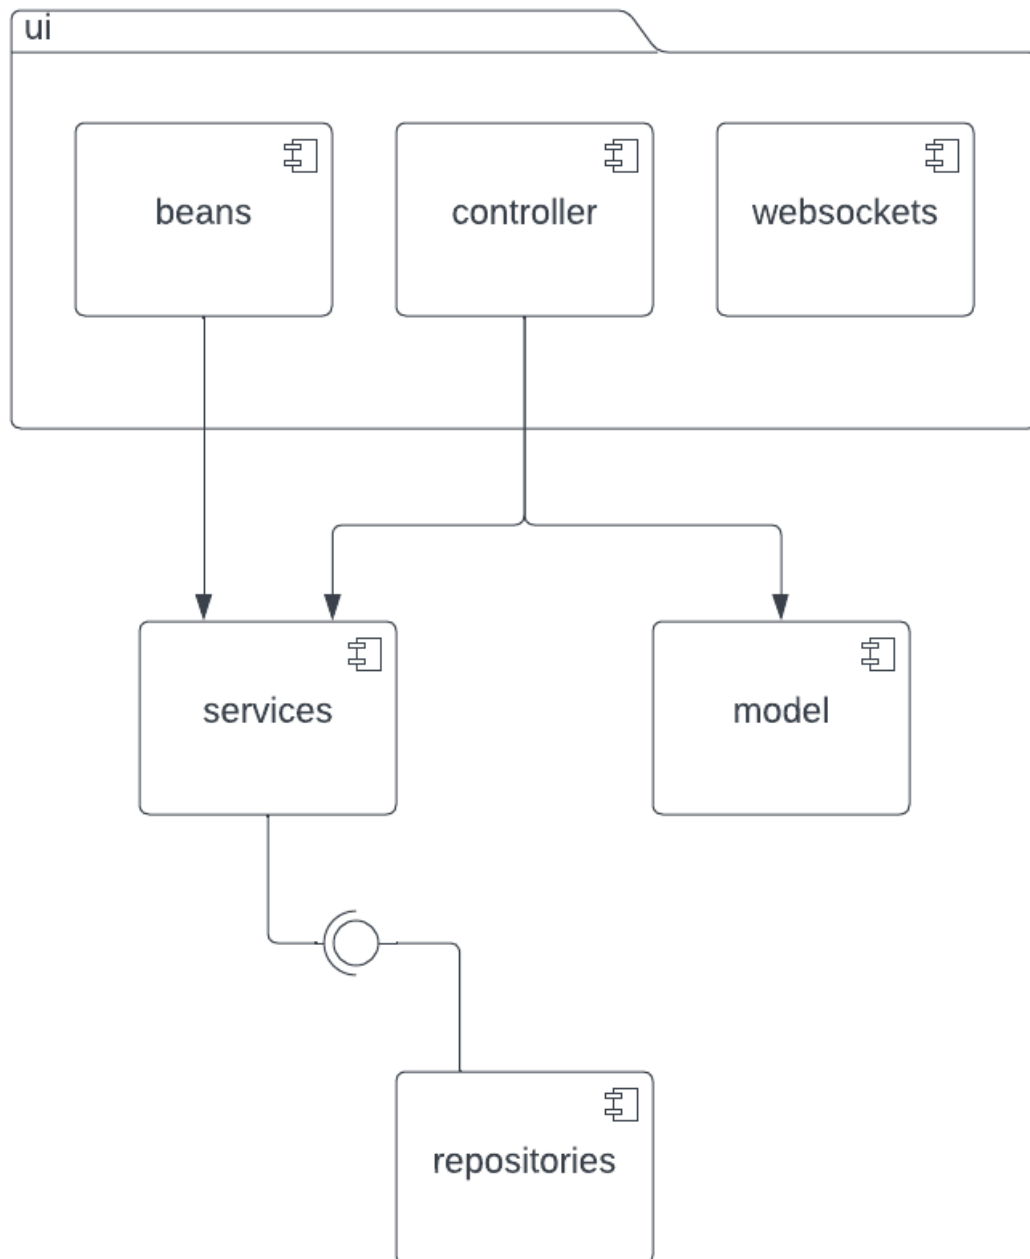 ui
beans
controller
websockets
services
model
repositories